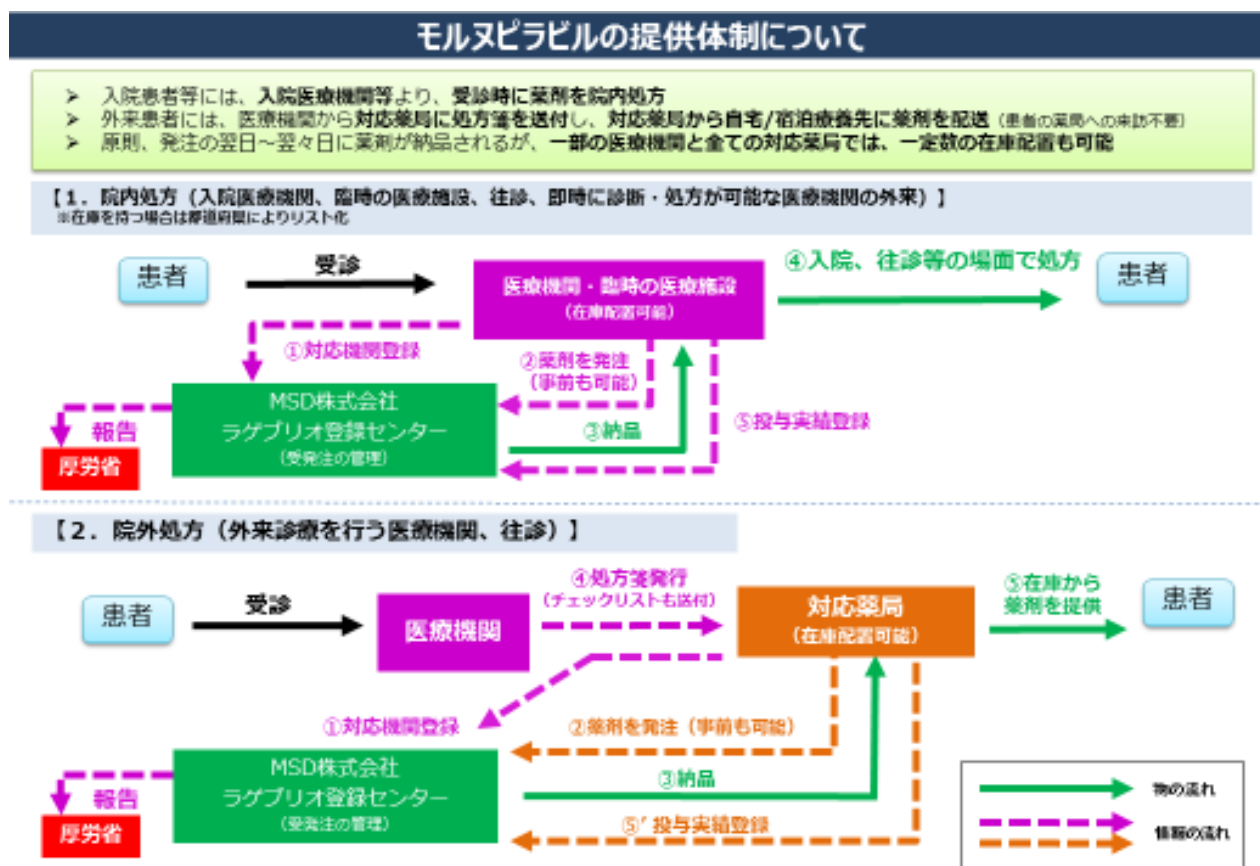 モルヌピラビルの提供体制について
➢ 入院患者等には、入院医療機関等より、受診時に薬剤を院内処方
➢ 外来患者には、医療機関から対応薬局に処方箋を送付し、対応薬局から自宅/宿泊療養先に薬剤を配送（患者の薬局への来訪不要）
➢ 原則、発注の翌日～翌々日に薬剤が納品されるが、一部の医療機関と全ての対応薬局では、一定数の在庫配置も可能
【１．院内処方（入院医療機関、臨時の医療施設、往診、即時に診断・処方が可能な医療機関の外来）】
※在庫を持つ場合は都道府県によりリスト化
患者
受診
医療機関・臨時の医療施設
（在庫配置可能）
④入院、往診等の場面で処方
患者
①対応機関登録
②薬剤を発注
（事前も可能）
MSD株式会社
ラゲブリオ登録センター
（受発注の管理）
③納品
⑤投与実績登録
報告
厚労省
【２．院外処方（外来診療を行う医療機関、往診）】
患者
受診
医療機関
④処方箋発行
（チェックリストも送付）
対応薬局
（在庫配置可能）
⑤在庫から
薬剤を提供
患者
①対応機関登録
②薬剤を発注（事前も可能）
MSD株式会社
ラゲブリオ登録センター
（受発注の管理）
③納品
⑤’投与実績登録
報告
厚労省
物の流れ
情報の流れ